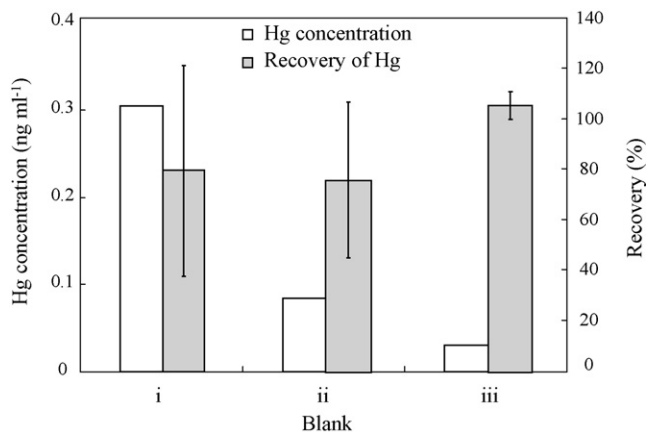 0.4
0.3
0.2
0.1
0
Hg concentration (ng ml⁻¹)
Hg concentration
Recovery of Hg
140
120
100
80
60
40
20
0
Recovery (%)
i ii iii
Blank